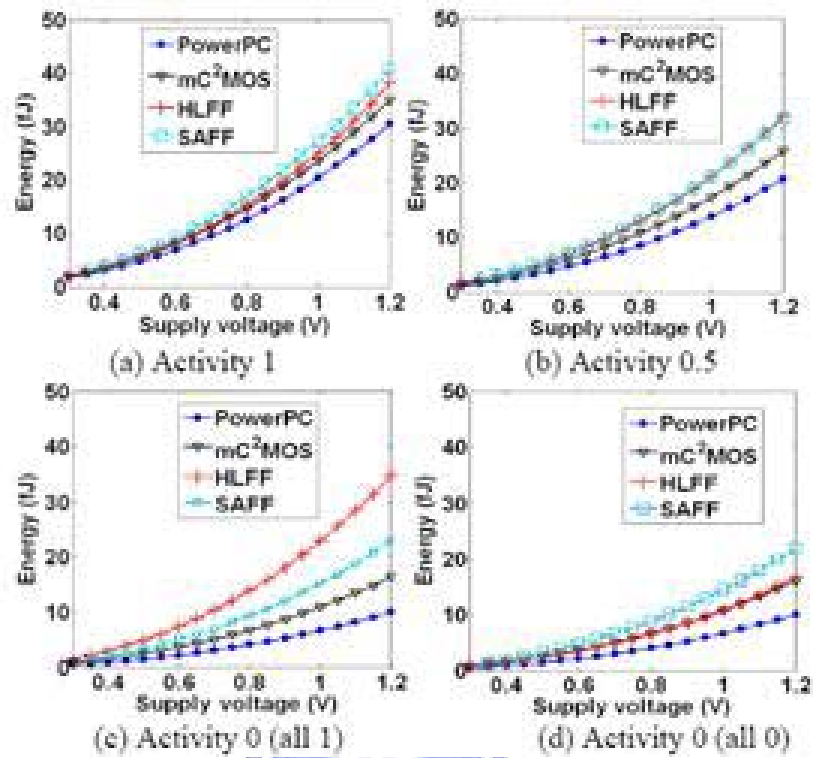 50
40
30
20
10
0
Energy (fJ)
PowerPC
mC²MOS
HLFF
SAFF
0.4 0.6 0.8 1 1.2
Supply voltage (V)
(a) Activity 1
50
40
30
20
10
0
Energy (fJ)
PowerPC
mC²MOS
HLFF
SAFF
0.4 0.6 0.8 1 1.2
Supply voltage (V)
(b) Activity 0.5
50
40
30
20
10
0
Energy (fJ)
PowerPC
mC²MOS
HLFF
SAFF
0.4 0.6 0.8 1 1.2
Supply voltage (V)
(c) Activity 0 (all 1)
50
40
30
20
10
0
Energy (fJ)
PowerPC
mC²MOS
HLFF
SAFF
0.4 0.6 0.8 1 1.2
Supply voltage (V)
(d) Activity 0 (all 0)